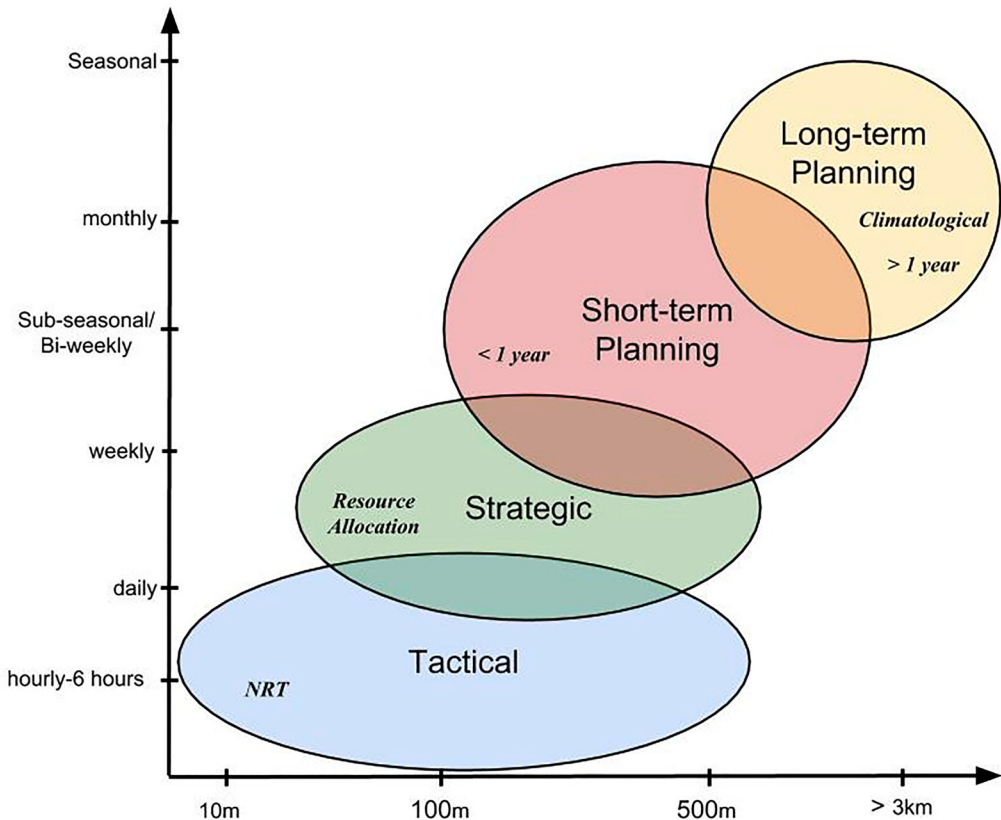 Seasonal
Long-term
Planning
monthly
Climatological
> 1 year
Sub-seasonal/
Bi-weekly
Short-term
Planning
< 1 year
weekly
Resource
Allocation
Strategic
daily
Tactical
hourly-6 hours
NRT
10m
100m
500m
> 3km